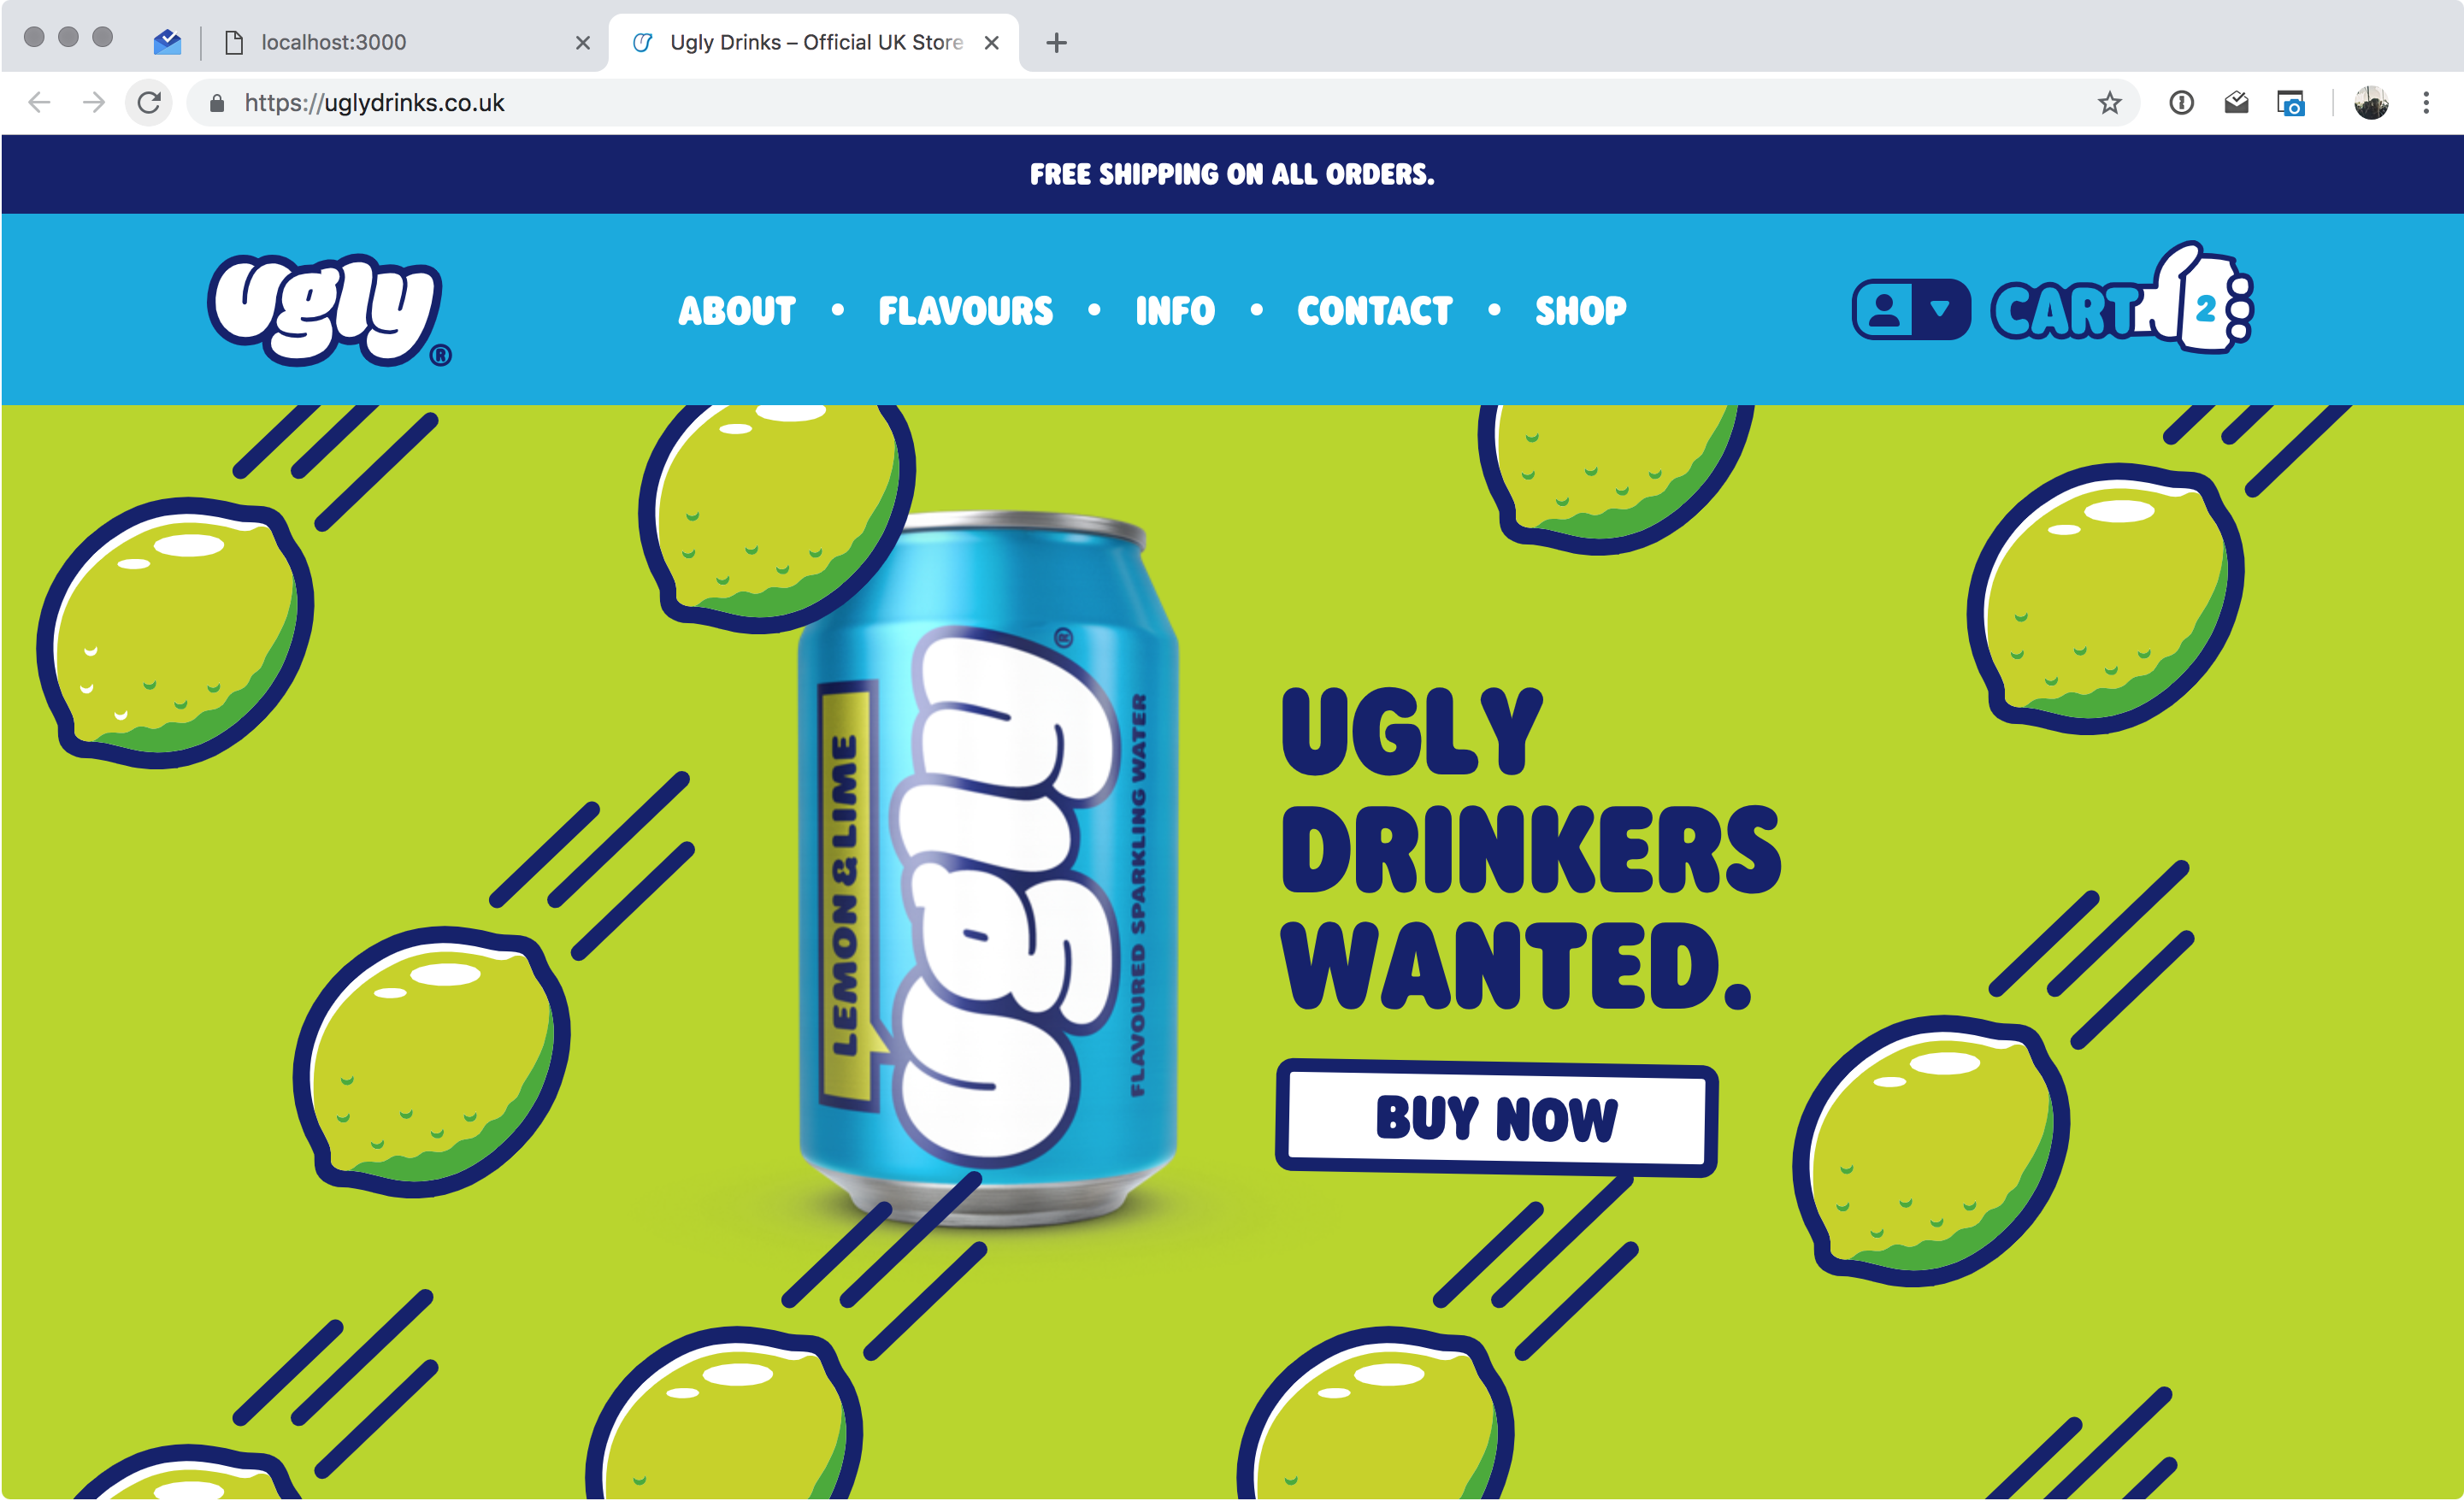 localhost:3000
Ugly Drinks – Official UK Store
https://uglydrinks.co.uk
FREE SHIPPING ON ALL ORDERS.
Ugly®
ABOUT • FLAVOURS • INFO • CONTACT • SHOP
CART 2
LEMON & LIME
Ugly®
FLAVOURED SPARKLING WATER
UGLY
DRINKERS
WANTED.
BUY NOW